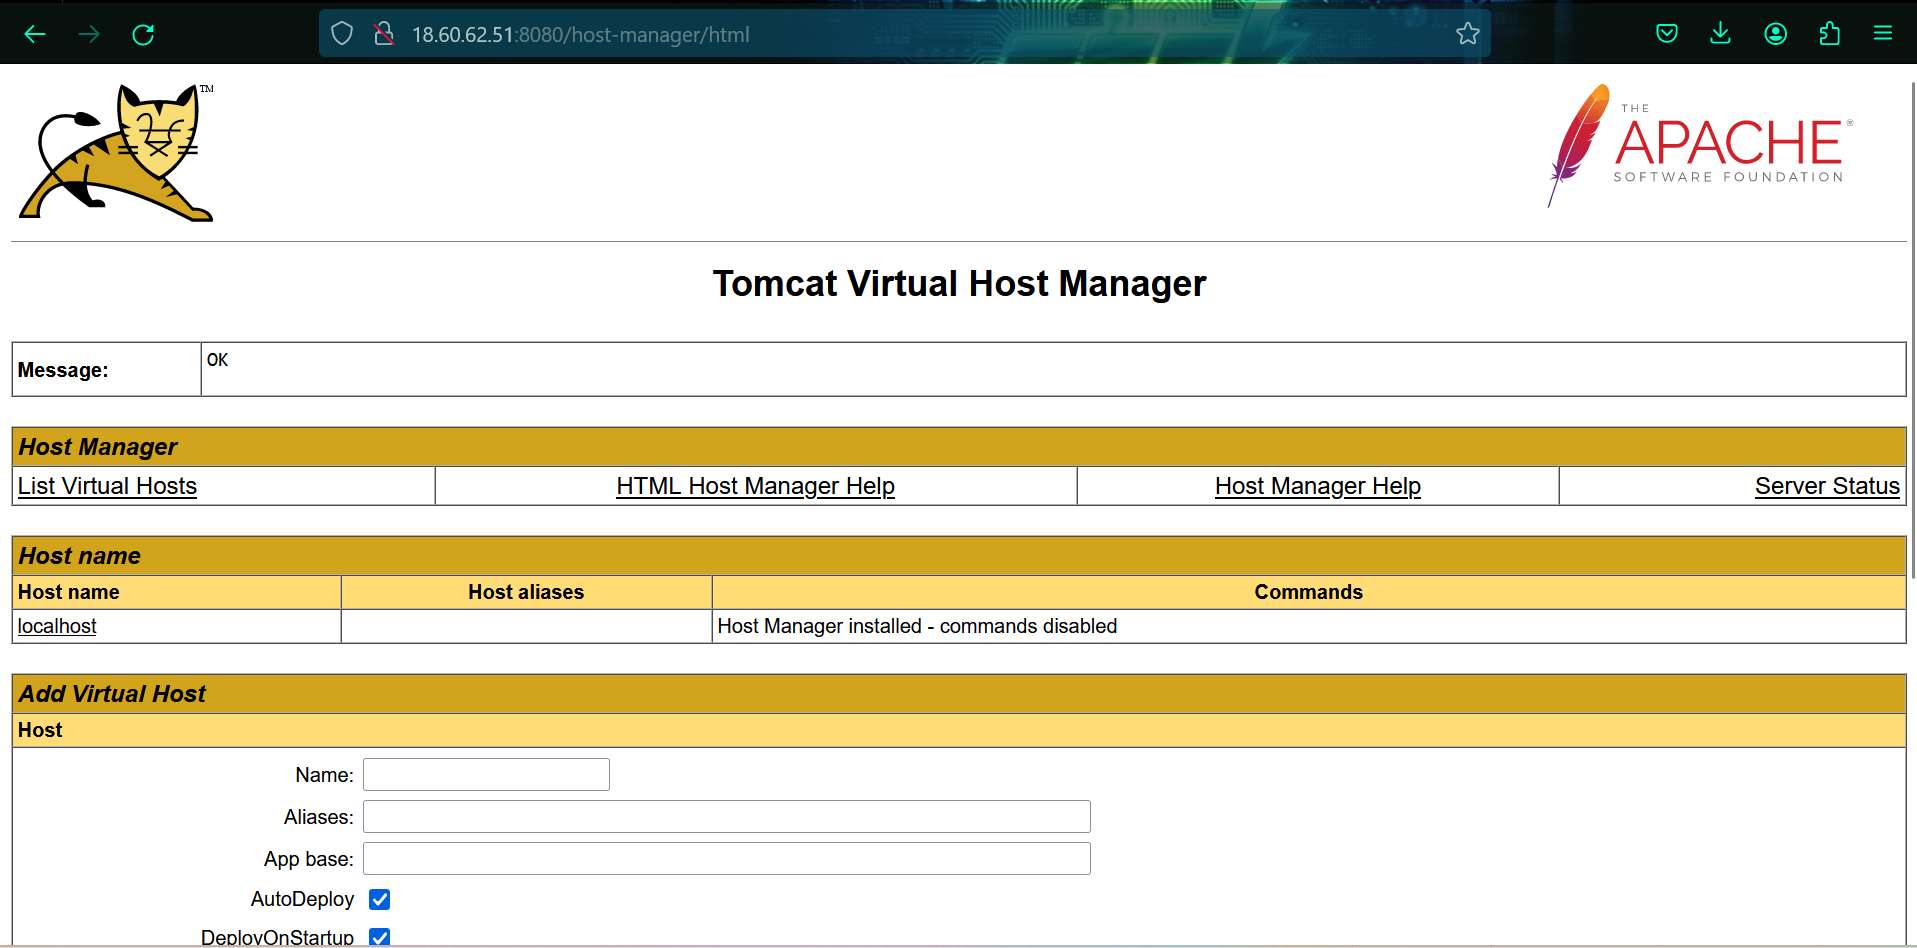 18.60.62.51:8080/host-manager/html
TM
THE
APACHE®
SOFTWARE FOUNDATION
Tomcat Virtual Host Manager
Message: OK
Host Manager
List Virtual Hosts HTML Host Manager Help Host Manager Help Server Status
Host name
Host name Host aliases Commands
localhost Host Manager installed - commands disabled
Add Virtual Host
Host
Name:
Aliases:
App base:
AutoDeploy
DeployOnStartup